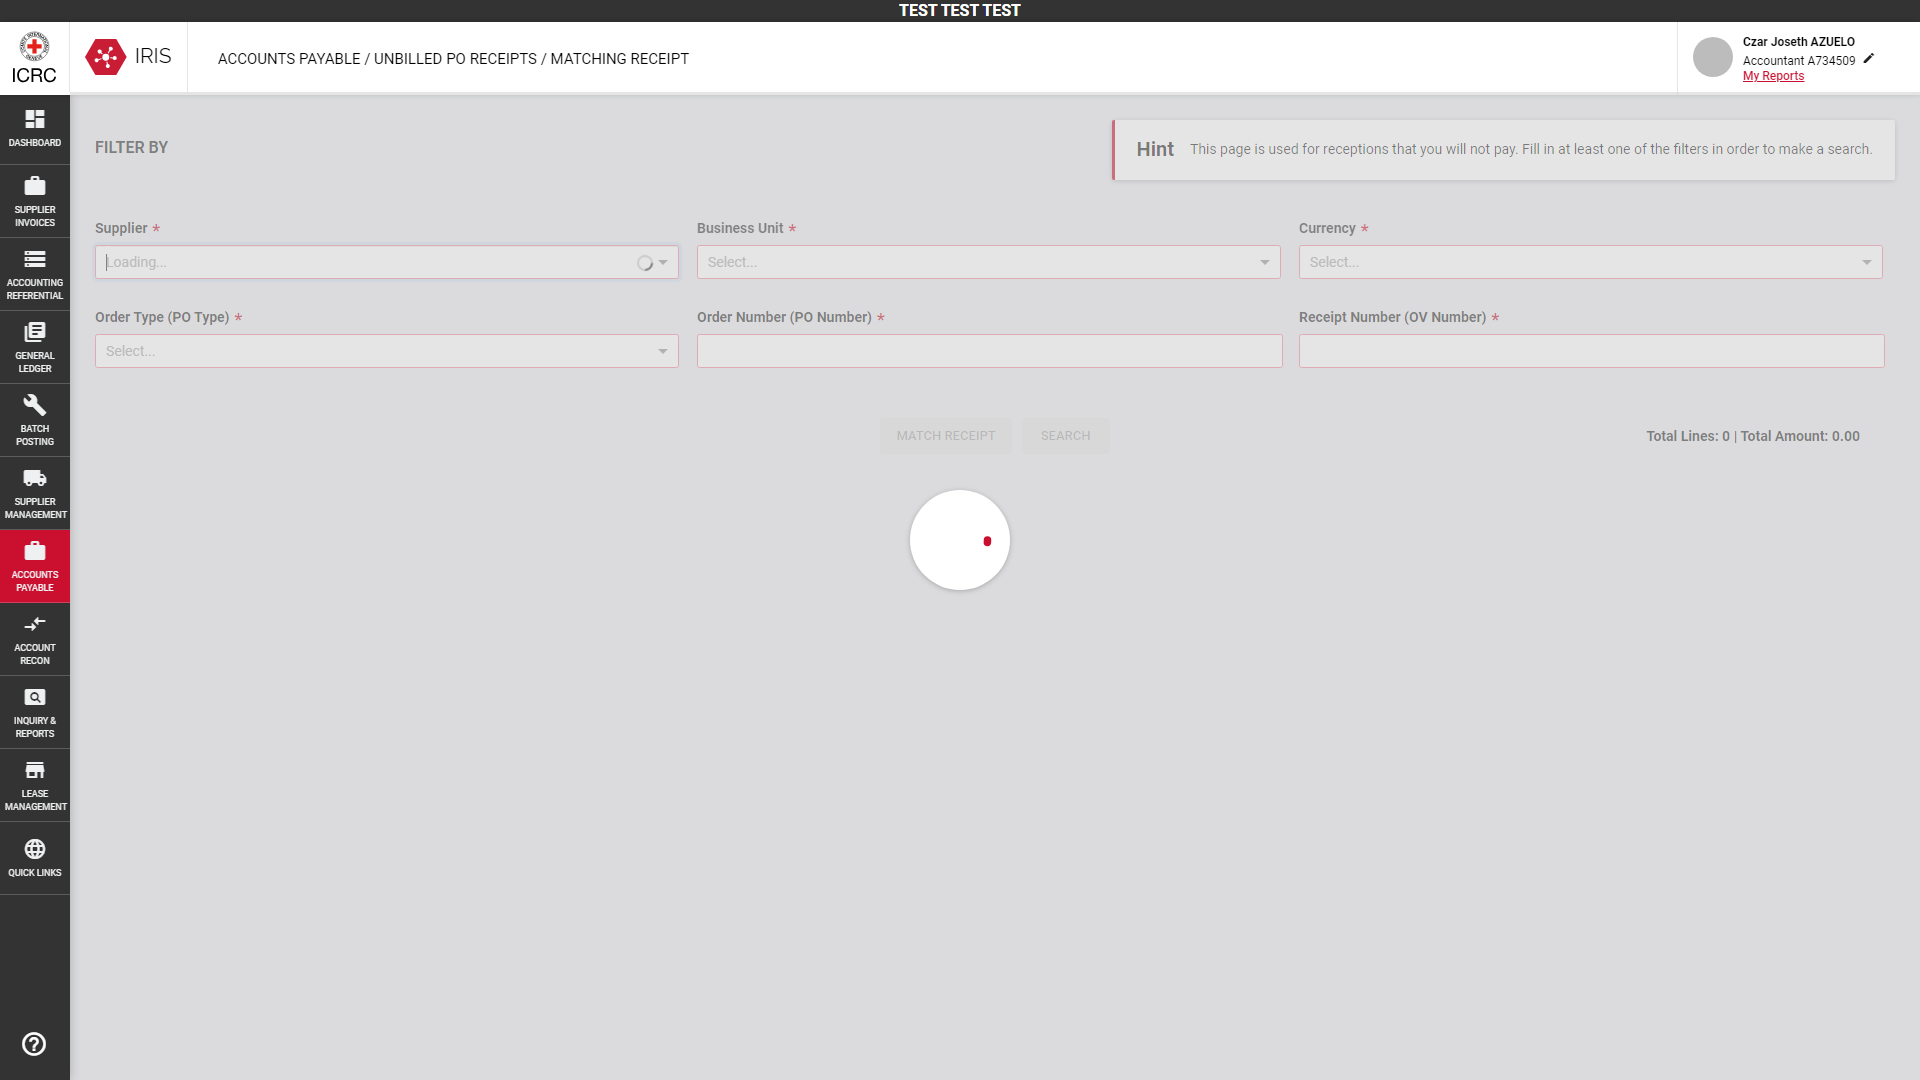 TEST TEST TEST
ICRC
IRIS
ACCOUNTS PAYABLE / UNBILLED PO RECEIPTS / MATCHING RECEIPT
Czar Joseth AZUELO
Accountant A734509
My Reports
DASHBOARD
SUPPLIER
INVOICES
ACCOUNTING
REFERENTIAL
GENERAL
LEDGER
BATCH
POSTING
SUPPLIER
MANAGEMENT
ACCOUNTS
PAYABLE
ACCOUNT
RECON
INQUIRY &
REPORTS
LEASE
MANAGEMENT
QUICK LINKS
FILTER BY
Hint This page is used for receptions that you will not pay. Fill in at least one of the filters in order to make a search.
Supplier * Business Unit * Currency *
Loading... Select... Select...
Order Type (PO Type) * Order Number (PO Number) * Receipt Number (OV Number) *
Select...
MATCH RECEIPT SEARCH Total Lines: 0 | Total Amount: 0.00